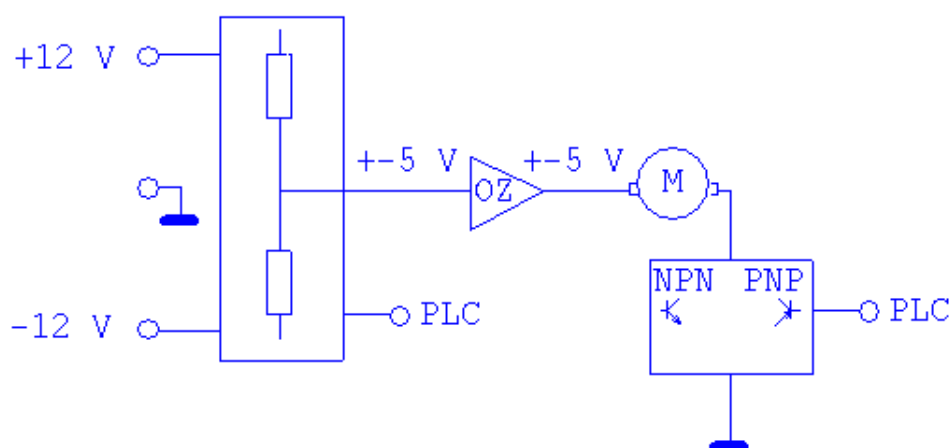 +12 V
+-5 V
+-5 V
OZ
M
NPN PNP
-12 V
PLC
PLC